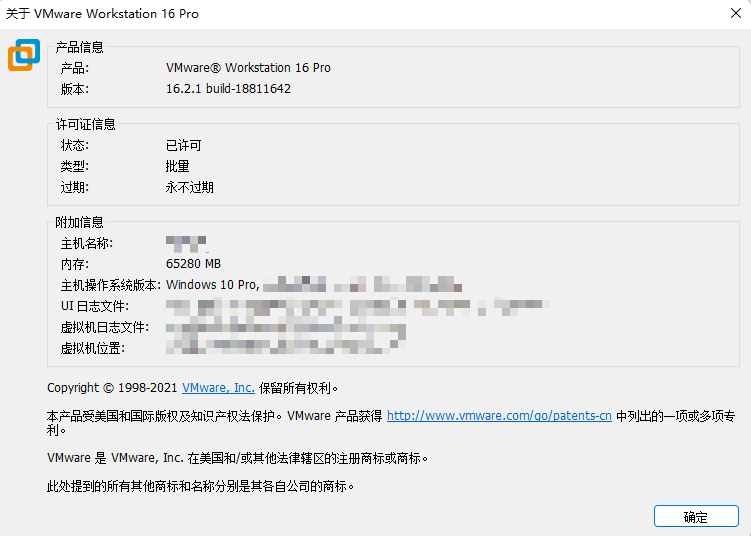 关于 VMware Workstation 16 Pro
产品信息
产品: VMware® Workstation 16 Pro
版本: 16.2.1 build-18811642
许可证信息
状态: 已许可
类型: 批量
过期: 永不过期
附加信息
主机名称:
内存: 65280 MB
主机操作系统版本: Windows 10 Pro,
UI 日志文件:
虚拟机日志文件:
虚拟机位置:
Copyright © 1998-2021 VMware, Inc. 保留所有权利。
本产品受美国和国际版权及知识产权法保护。VMware 产品获得 http://www.vmware.com/go/patents-cn 中列出的一项或多项专
利。
VMware 是 VMware, Inc. 在美国和/或其他法律辖区的注册商标或商标。
此处提到的所有其他商标和名称分别是其各自公司的商标。
确定